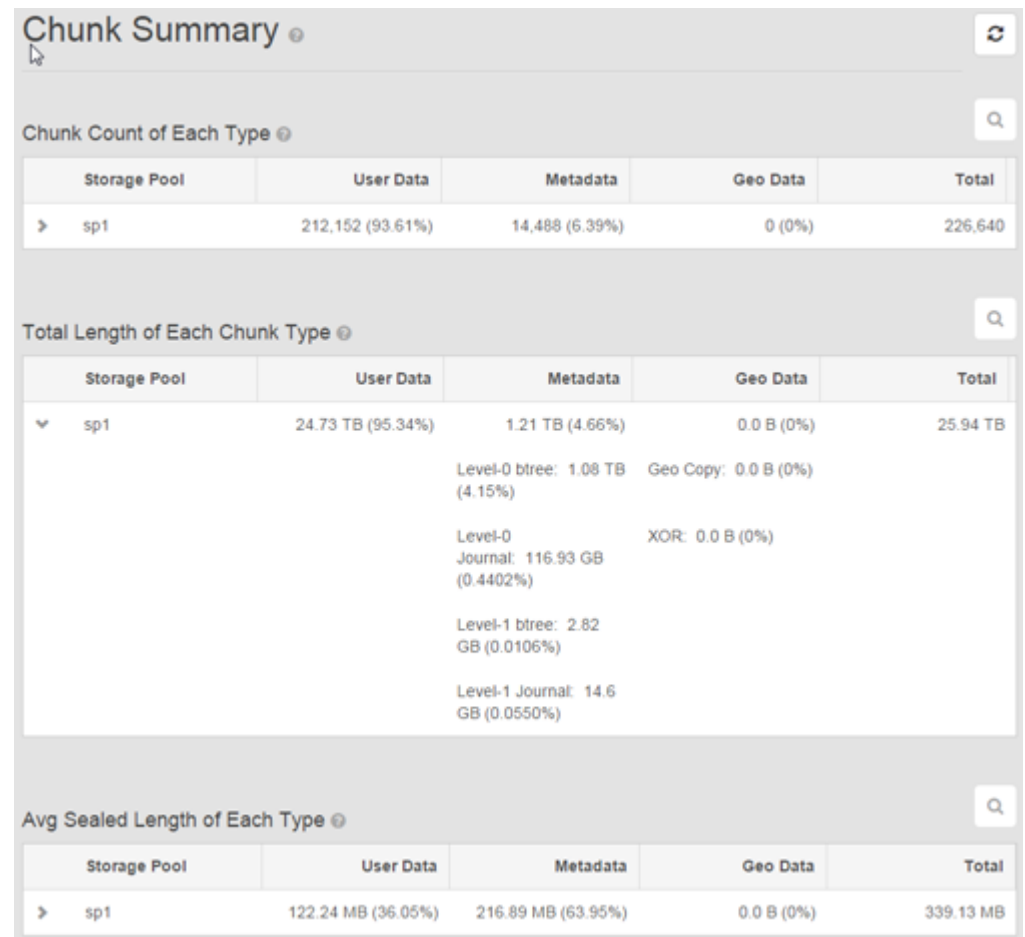 Chunk Summary
Chunk Count of Each Type
Storage Pool User Data Metadata Geo Data Total
sp1 212,152 (93.61%) 14,488 (6.39%) 0 (0%) 226,640
Total Length of Each Chunk Type
Storage Pool User Data Metadata Geo Data Total
sp1 24.73 TB (95.34%) 1.21 TB (4.66%) 0.0 B (0%) 25.94 TB
Level-0 btree: 1.08 TB Geo Copy: 0.0 B (0%)
(4.15%)
Level-0 XOR: 0.0 B (0%)
Journal: 116.93 GB
(0.4402%)
Level-1 btree: 2.82
GB (0.0106%)
Level-1 Journal: 14.6
GB (0.0550%)
Avg Sealed Length of Each Type
Storage Pool User Data Metadata Geo Data Total
sp1 122.24 MB (36.05%) 216.89 MB (63.95%) 0.0 B (0%) 339.13 MB